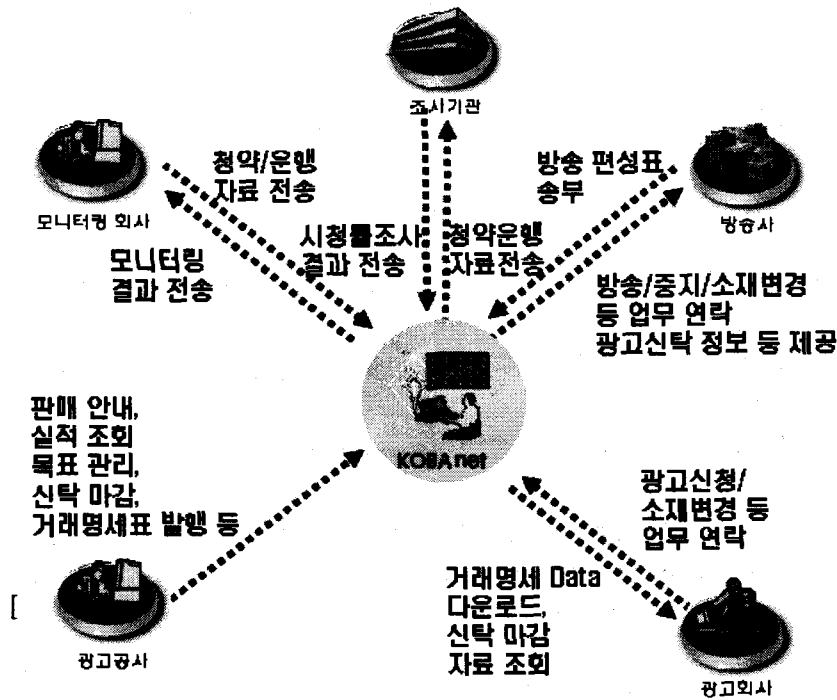 조사기관
청약/운행
자료 전송
모니터링 회사
모니터링
결과 전송
시청률조사
결과 전송
청약운행
자료전송
방송 편성표
송부
방송사
방송/중지/소재변경
등 업무 연락
광고신탁 정보 등 제공
KOBA net
판매 안내,
실적 조회
목표 관리,
신탁 마감,
거래명세표 발행 등
[
광고공사
광고신청/
소재변경 등
업무 연락
거래명세 Data
다운로드,
신탁 마감
자료 조회
광고회사